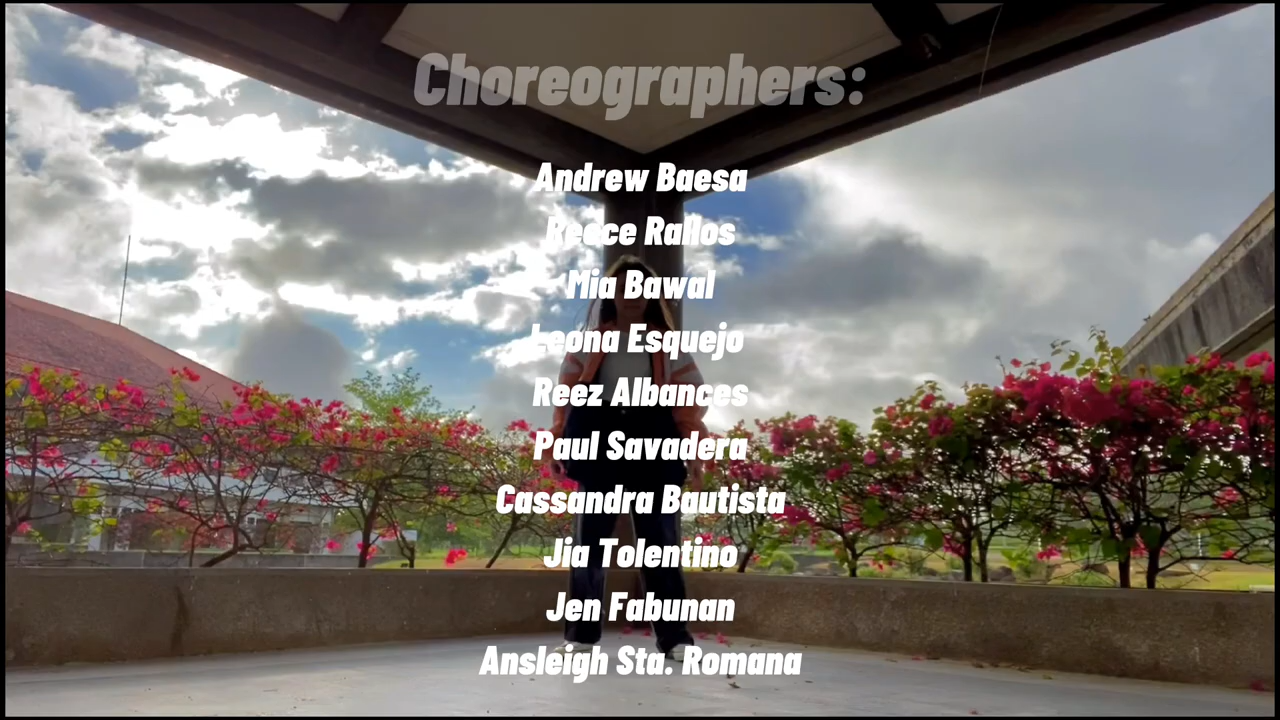 Choreographers:
Andrew Baesa
Reece Rallos
Mia Bawal
Leona Esquejo
Reez Albances
Paul Savadera
Cassandra Bautista
Jia Tolentino
Jen Fabunan
Ansleigh Sta. Romana